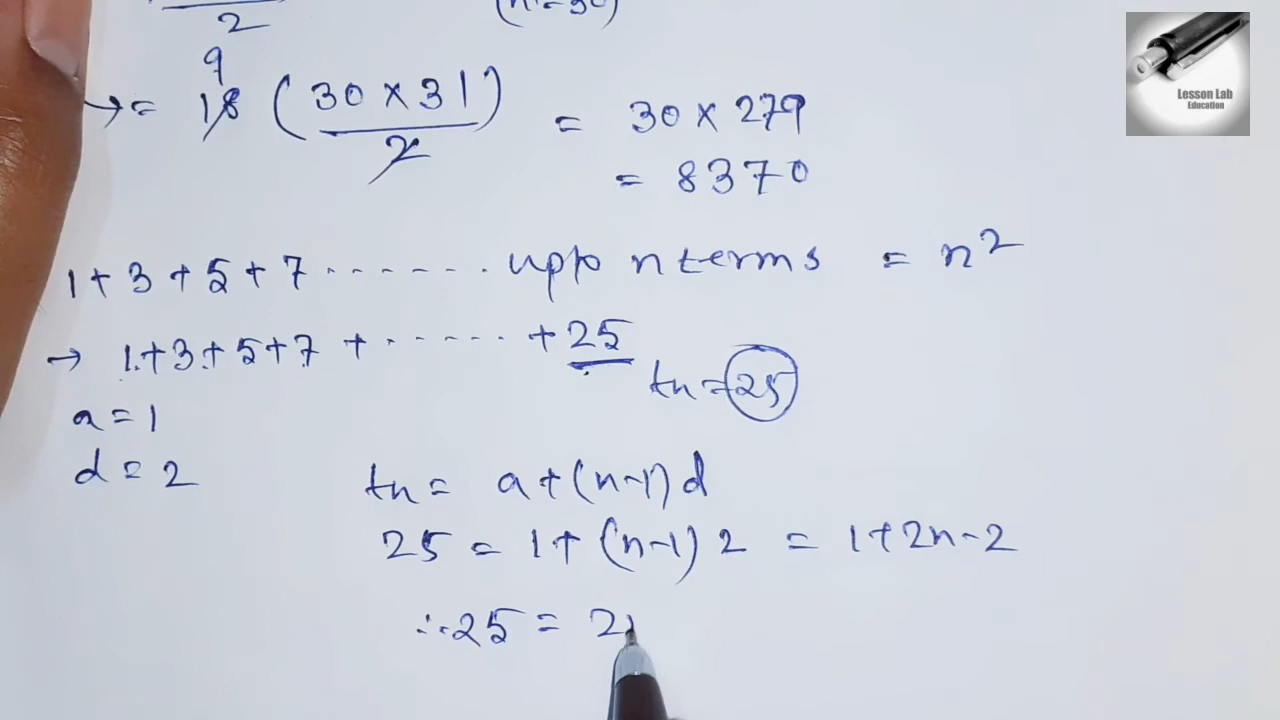 2
(n = 30)
9
→ = 18 (30 × 31 / 2) = 30 × 279
= 8370
1 + 3 + 5 + 7 ....... upto n terms = n²
→ 1 + 3 + 5 + 7 + ...... + 25
tn = 25
a = 1
d = 2
tn = a + (n-1) d
25 = 1 + (n-1) 2 = 1 + 2n - 2
∴ 25 = 2
Lesson Lab
Education